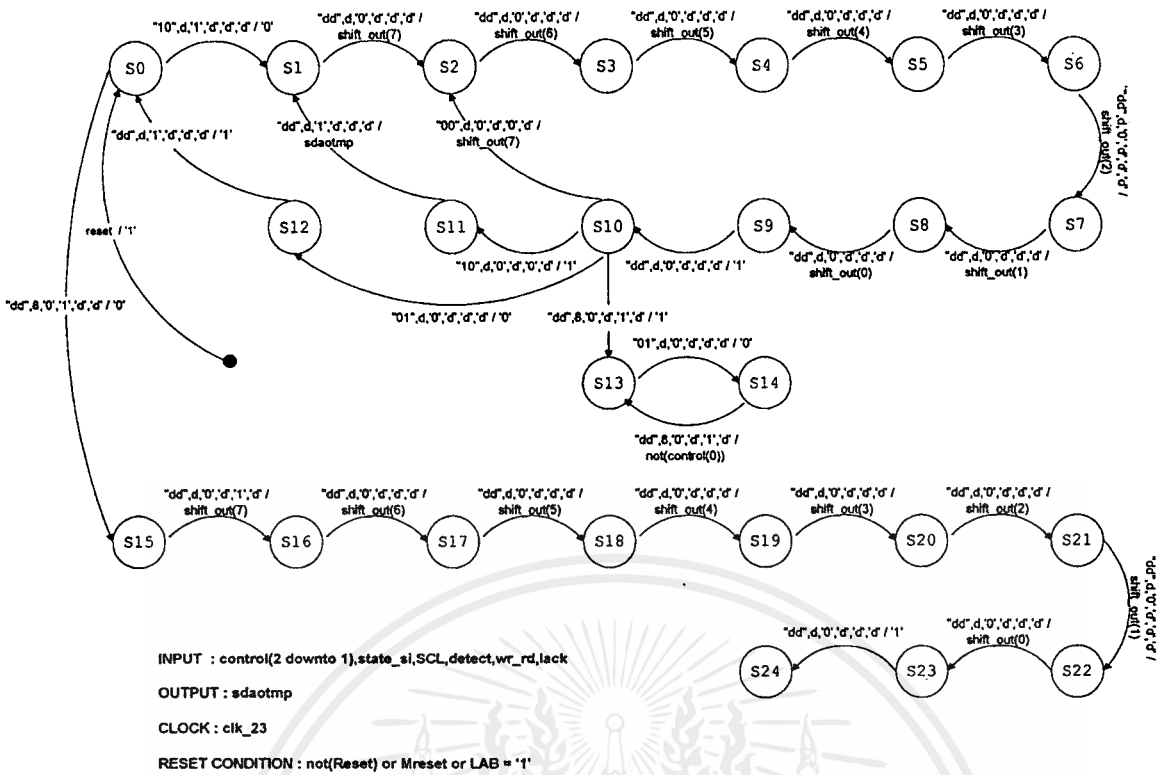 "10",d,'1','d','d','d' / '0'
"dd",d,'0','d','d','d' /
shift_out(7)
"dd",d,'0','d','d','d' /
shift_out(6)
"dd",d,'0','d','d','d' /
shift_out(5)
"dd",d,'0','d','d','d' /
shift_out(4)
"dd",d,'0','d','d','d' /
shift_out(3)
S0
S1
S2
S3
S4
S5
S6
"dd",d,'0','d','d','d' /
shift_out(2)
"dd",d,'1','d','d','d' / '1'
"dd",d,'1','d','d','d' /
sdaotmp
"00",d,'0','d','0','d' /
shift_out(7)
reset / '1'
S12
S11
S10
S9
S8
S7
"10",d,'0','d','0','d' / '1'
"dd",d,'0','d','d','d' / '1'
"dd",d,'0','d','d','d' /
shift_out(0)
"dd",d,'0','d','d','d' /
shift_out(1)
"dd",8,'0','1','d','d' / '0'
"01",d,'0','d','d','d' / '0'
"dd",8,'0','d','1','d' / '1'
"01",d,'0','d','d','d' / '0'
S13
S14
"dd",8,'0','d','1','d' /
not(control(0))
"dd",d,'0','d','1','d' /
shift_out(7)
"dd",d,'0','d','d','d' /
shift_out(6)
"dd",d,'0','d','d','d' /
shift_out(5)
"dd",d,'0','d','d','d' /
shift_out(4)
"dd",d,'0','d','d','d' /
shift_out(3)
"dd",d,'0','d','d','d' /
shift_out(2)
S15
S16
S17
S18
S19
S20
S21
"dd",d,'0','d','d','d' /
shift_out(1)
"dd",d,'0','d','d','d' / '1'
"dd",d,'0','d','d','d' /
shift_out(0)
S24
S23
S22
INPUT : control(2 downto 1),state_si,SCL,detect,wr_rd,lack
OUTPUT : sdaotmp
CLOCK : clk_23
RESET CONDITION : not(Reset) or Mreset or LAB = '1'